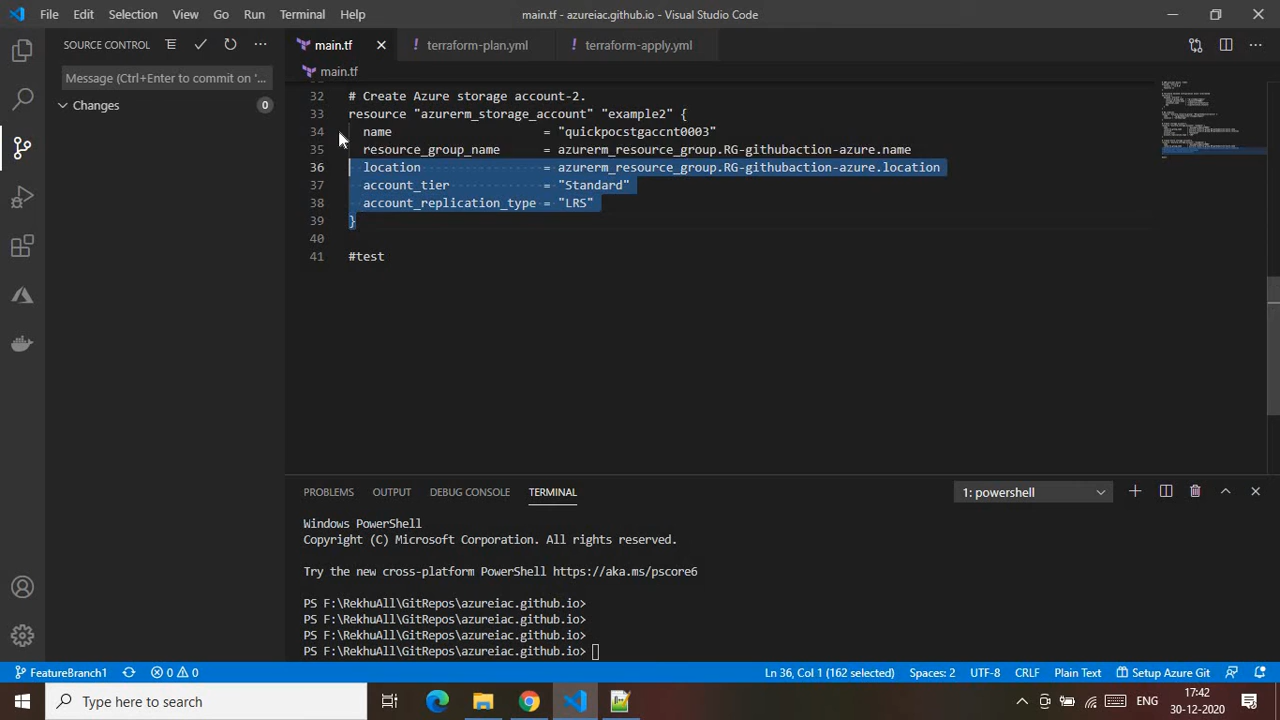 File Edit Selection View Go Run Terminal Help
main.tf - azureiac.github.io - Visual Studio Code
SOURCE CONTROL
Message (Ctrl+Enter to commit on '...
Changes 0
main.tf
! terraform-plan.yml
! terraform-apply.yml
main.tf
32 # Create Azure storage account-2.
33 resource "azurerm_storage_account" "example2" {
34 name = "quickpocstgaccnt0003"
35 resource_group_name = azurerm_resource_group.RG-githubaction-azure.name
36 location = azurerm_resource_group.RG-githubaction-azure.location
37 account_tier = "Standard"
38 account_replication_type = "LRS"
39 }
40
41 #test
PROBLEMS OUTPUT DEBUG CONSOLE TERMINAL
1: powershell
Windows PowerShell
Copyright (C) Microsoft Corporation. All rights reserved.
Try the new cross-platform PowerShell https://aka.ms/pscore6
PS F:\RekhuAll\GitRepos\azureiac.github.io>
PS F:\RekhuAll\GitRepos\azureiac.github.io>
PS F:\RekhuAll\GitRepos\azureiac.github.io>
PS F:\RekhuAll\GitRepos\azureiac.github.io>
FeatureBranch1 0 0
Ln 36, Col 1 (162 selected) Spaces: 2 UTF-8 CRLF Plain Text Setup Azure Git
Type here to search
ENG
17:42
30-12-2020